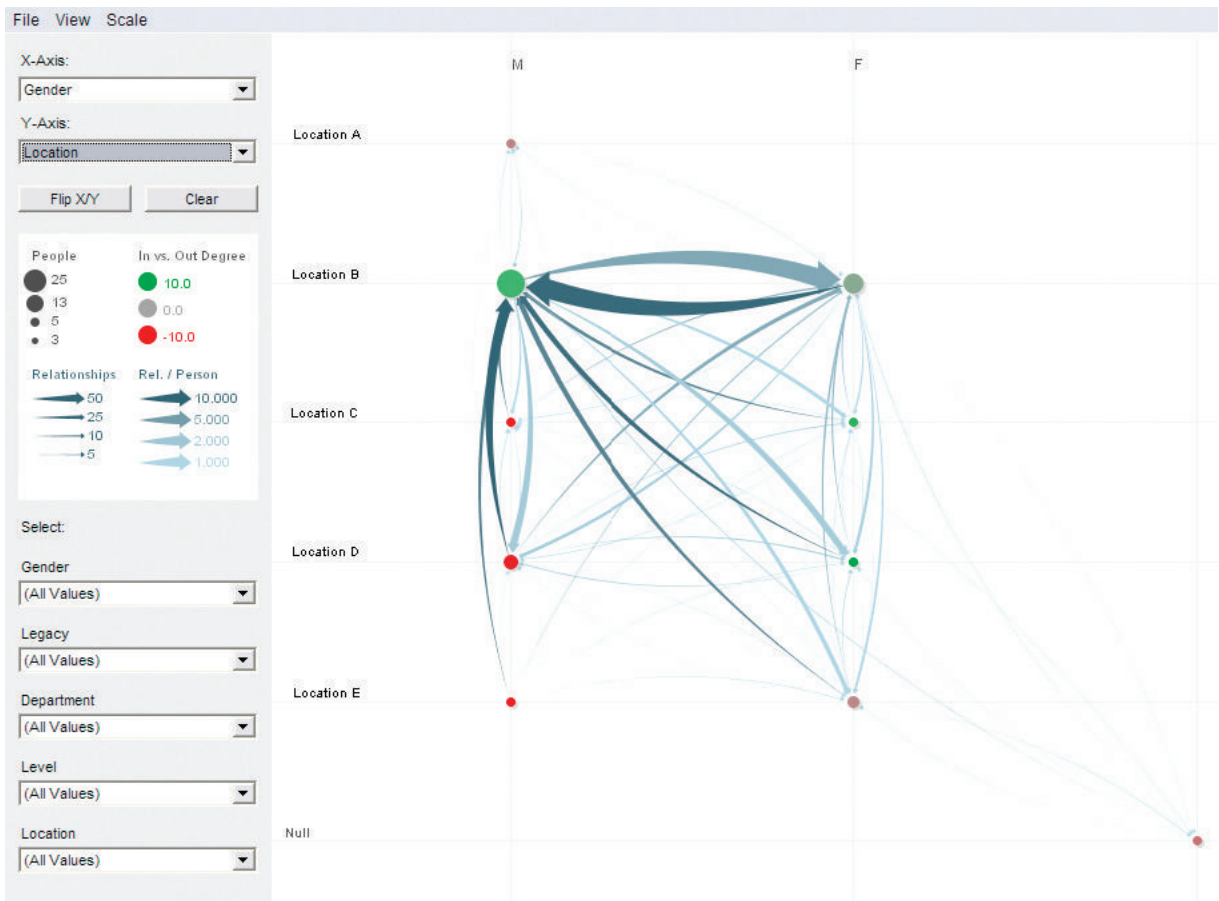 File View Scale
X-Axis:
Gender
Y-Axis:
Location
Flip X/Y Clear
People In vs. Out Degree
25 10.0
13 0.0
5 -10.0
3
Relationships Rel. / Person
50 10.000
25 5.000
10 2.000
5 1.000
Select:
Gender
(All Values)
Legacy
(All Values)
Department
(All Values)
Level
(All Values)
Location
(All Values)
M F
Location A
Location B
Location C
Location D
Location E
Null